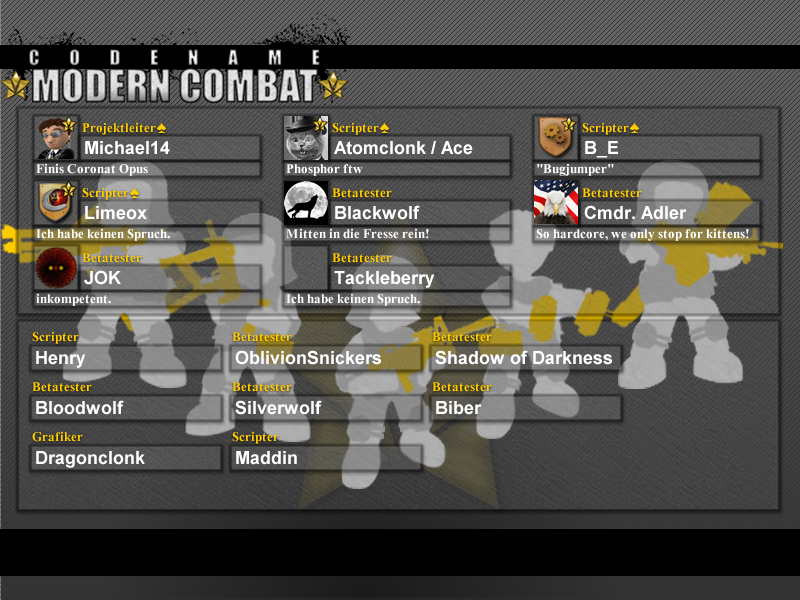 CODENAME
MODERN COMBAT
Projektleiter♠
Michael14
Finis Coronat Opus
Scripter♠
Atomclonk / Ace
Phosphor ftw
Scripter♠
B_E
"Bugjumper"
Scripter♠
Limeox
Ich habe keinen Spruch.
Betatester
Blackwolf
Mitten in die Fresse rein!
Betatester
Cmdr. Adler
So hardcore, we only stop for kittens!
Betatester
JOK
inkompetent.
Betatester
Tackleberry
Ich habe keinen Spruch.
Scripter
Henry
Betatester
OblivionSnickers
Betatester
Shadow of Darkness
Betatester
Bloodwolf
Betatester
Silverwolf
Betatester
Biber
Grafiker
Dragonclonk
Scripter
Maddin